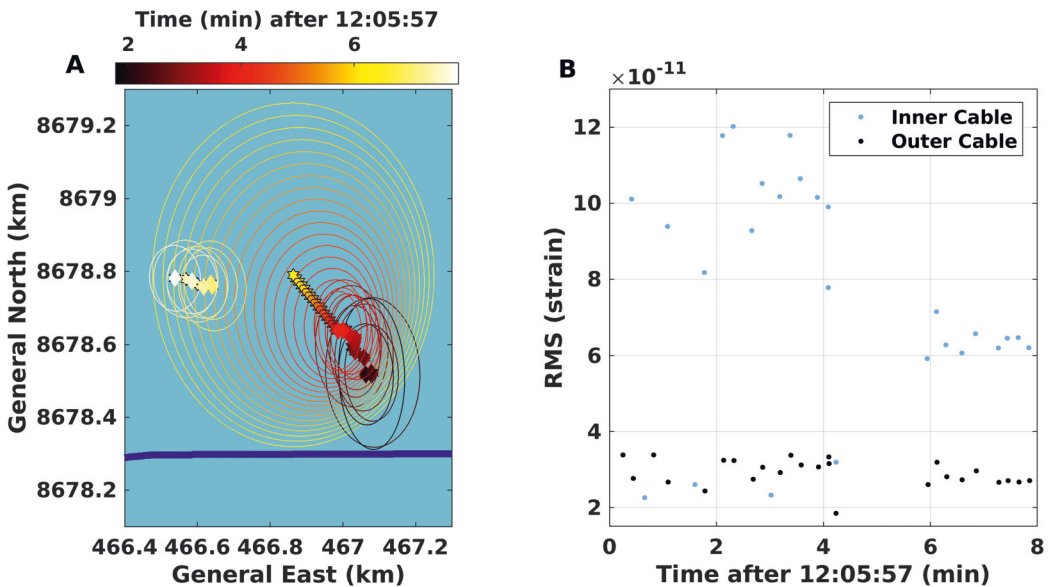 Time (min) after 12:05:57
2 4 6
A
General North (km)
8679.2
8679
8678.8
8678.6
8678.4
8678.2
466.4 466.6 466.8 467 467.2
General East (km)
B
×10⁻¹¹
RMS (strain)
12
10
8
6
4
2
Inner Cable
Outer Cable
0 2 4 6 8
Time after 12:05:57 (min)